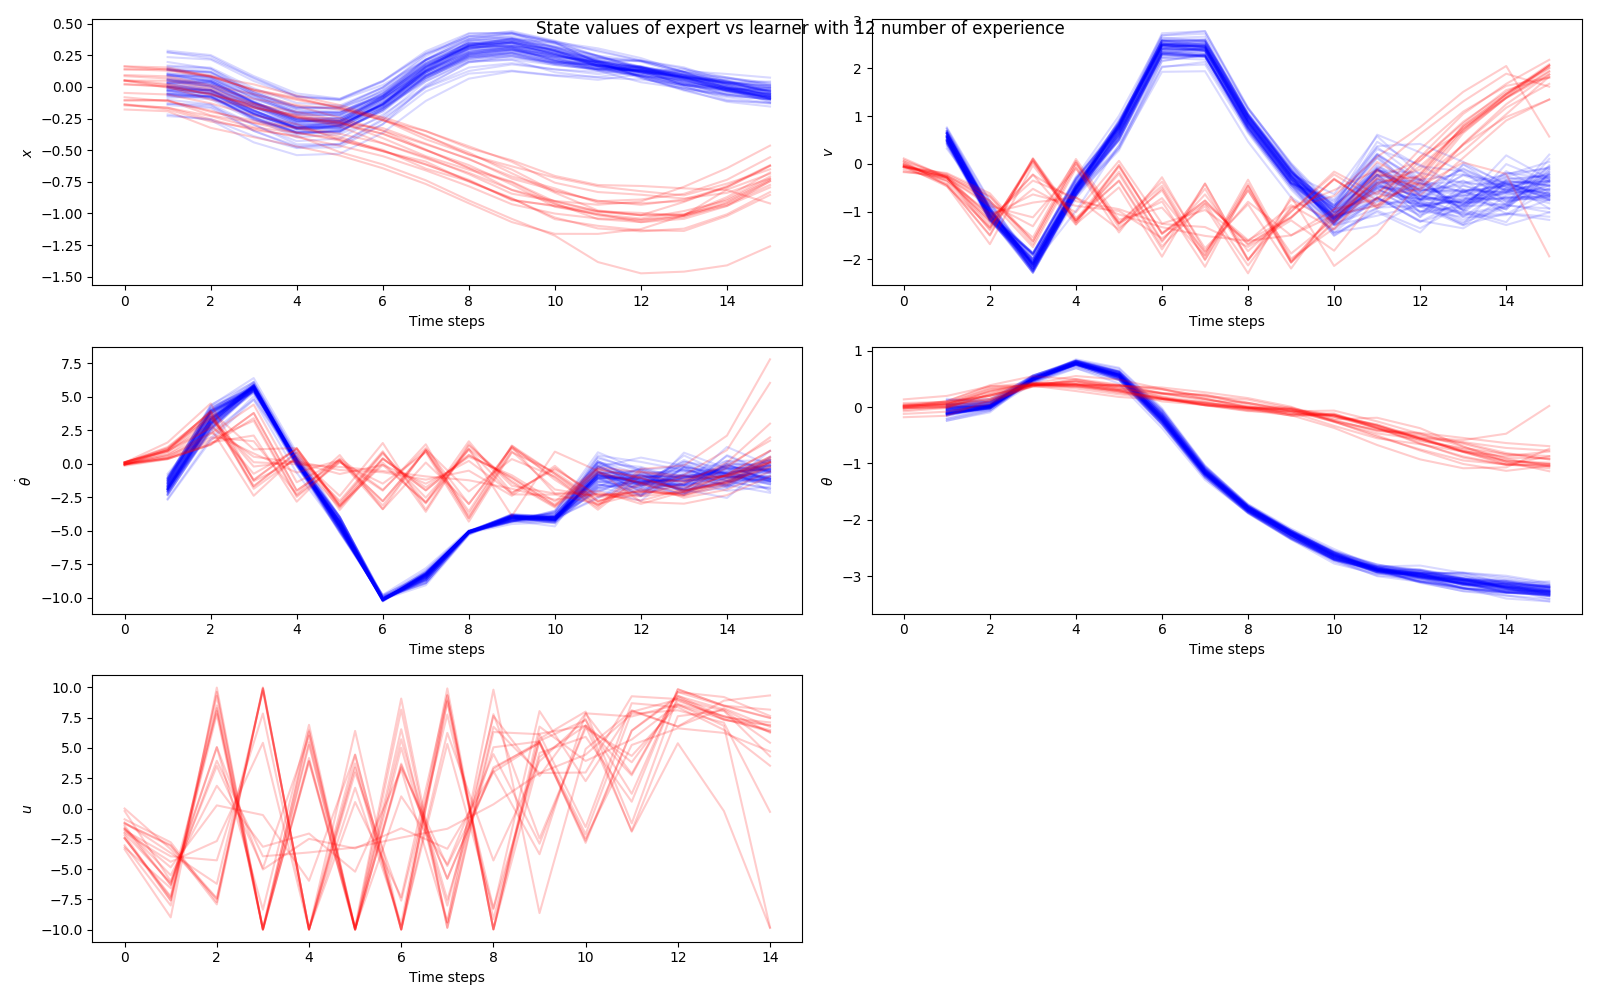 State values of expert vs learner with 12 number of experience
0.50
0.25
0.00
−0.25
−0.50
−0.75
−1.00
−1.25
−1.50
x
0 2 4 6 8 10 12 14
Time steps
3
2
1
0
−1
−2
v
0 2 4 6 8 10 12 14
Time steps
7.5
5.0
2.5
0.0
−2.5
−5.0
−7.5
−10.0
θ̇
0 2 4 6 8 10 12 14
Time steps
1
0
−1
−2
−3
θ
0 2 4 6 8 10 12 14
Time steps
10.0
7.5
5.0
2.5
0.0
−2.5
−5.0
−7.5
−10.0
u
0 2 4 6 8 10 12 14
Time steps